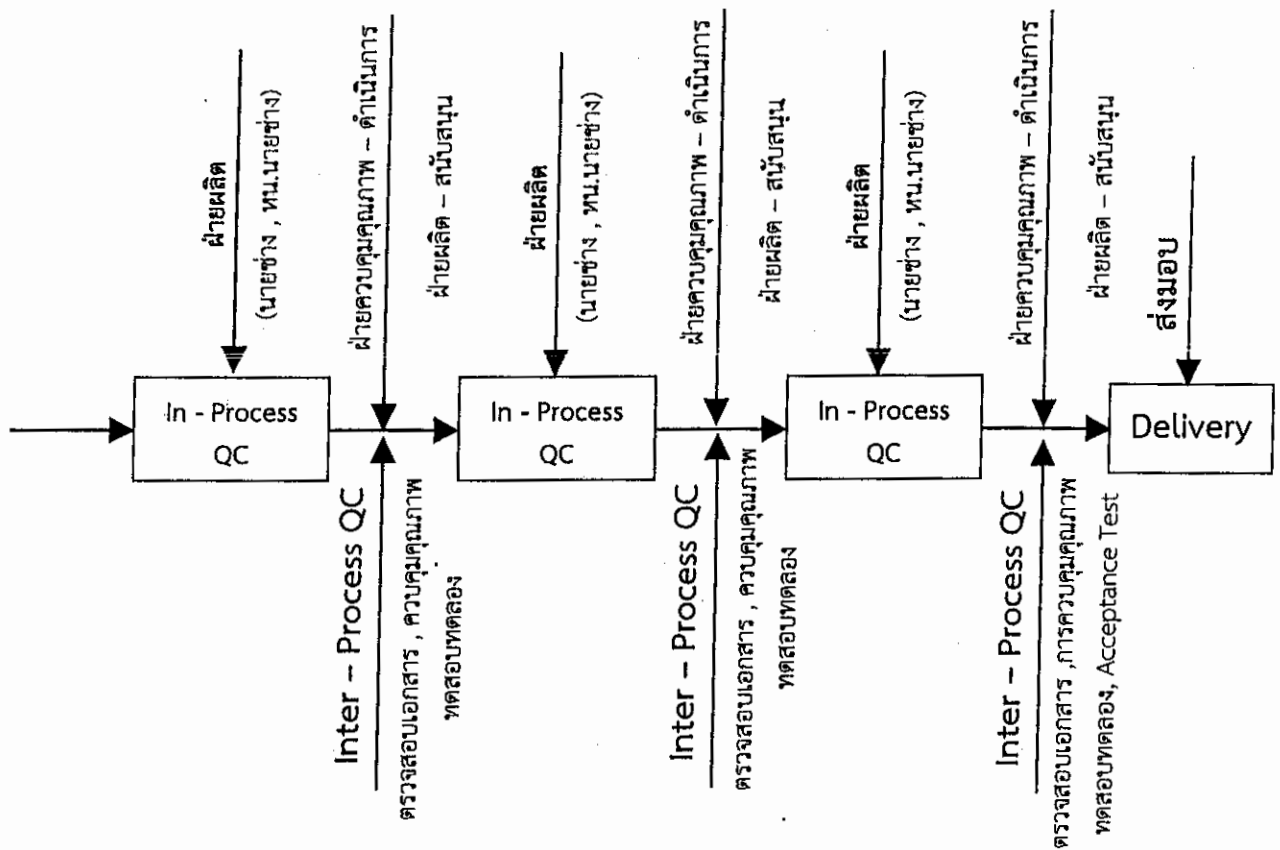 ฝ่ายผลิต
(นายช่าง , หน.นายช่าง)
In - Process
QC
ฝ่ายควบคุมคุณภาพ – ดำเนินการ
ฝ่ายผลิต – สนับสนุน
Inter – Process QC
ตรวจสอบเอกสาร , ควบคุมคุณภาพ
ทดสอบทดลอง
ฝ่ายผลิต
(นายช่าง , หน.นายช่าง)
In - Process
QC
ฝ่ายควบคุมคุณภาพ – ดำเนินการ
ฝ่ายผลิต – สนับสนุน
Inter – Process QC
ตรวจสอบเอกสาร , ควบคุมคุณภาพ
ทดสอบทดลอง
ฝ่ายผลิต
(นายช่าง , หน.นายช่าง)
In - Process
QC
ฝ่ายควบคุมคุณภาพ – ดำเนินการ
ฝ่ายผลิต – สนับสนุน
Inter – Process QC
ตรวจสอบเอกสาร ,การควบคุมคุณภาพ
ทดสอบทดลอง, Acceptance Test
ส่งมอบ
Delivery